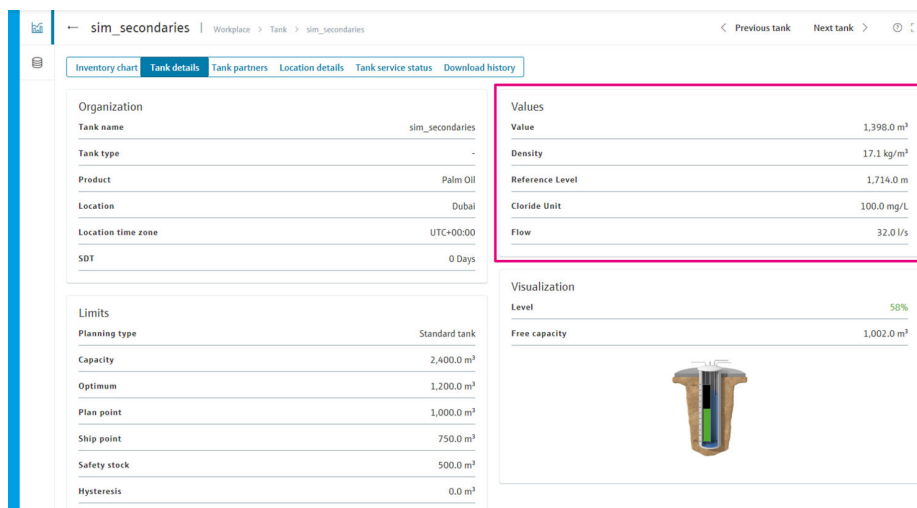 ← sim_secondaries | Workplace > Tank > sim_secondaries
< Previous tank Next tank >
Inventory chart Tank details Tank partners Location details Tank service status Download history
Organization
Tank name sim_secondaries
Tank type -
Product Palm Oil
Location Dubai
Location time zone UTC+00:00
SDT 0 Days
Limits
Planning type Standard tank
Capacity 2,400.0 m³
Optimum 1,200.0 m³
Plan point 1,000.0 m³
Ship point 750.0 m³
Safety stock 500.0 m³
Hysteresis 0.0 m³
Values
Value 1,398.0 m³
Density 17.1 kg/m³
Reference Level 1,714.0 m
Cloride Unit 100.0 mg/L
Flow 32.0 l/s
Visualization
Level 58%
Free capacity 1,002.0 m³